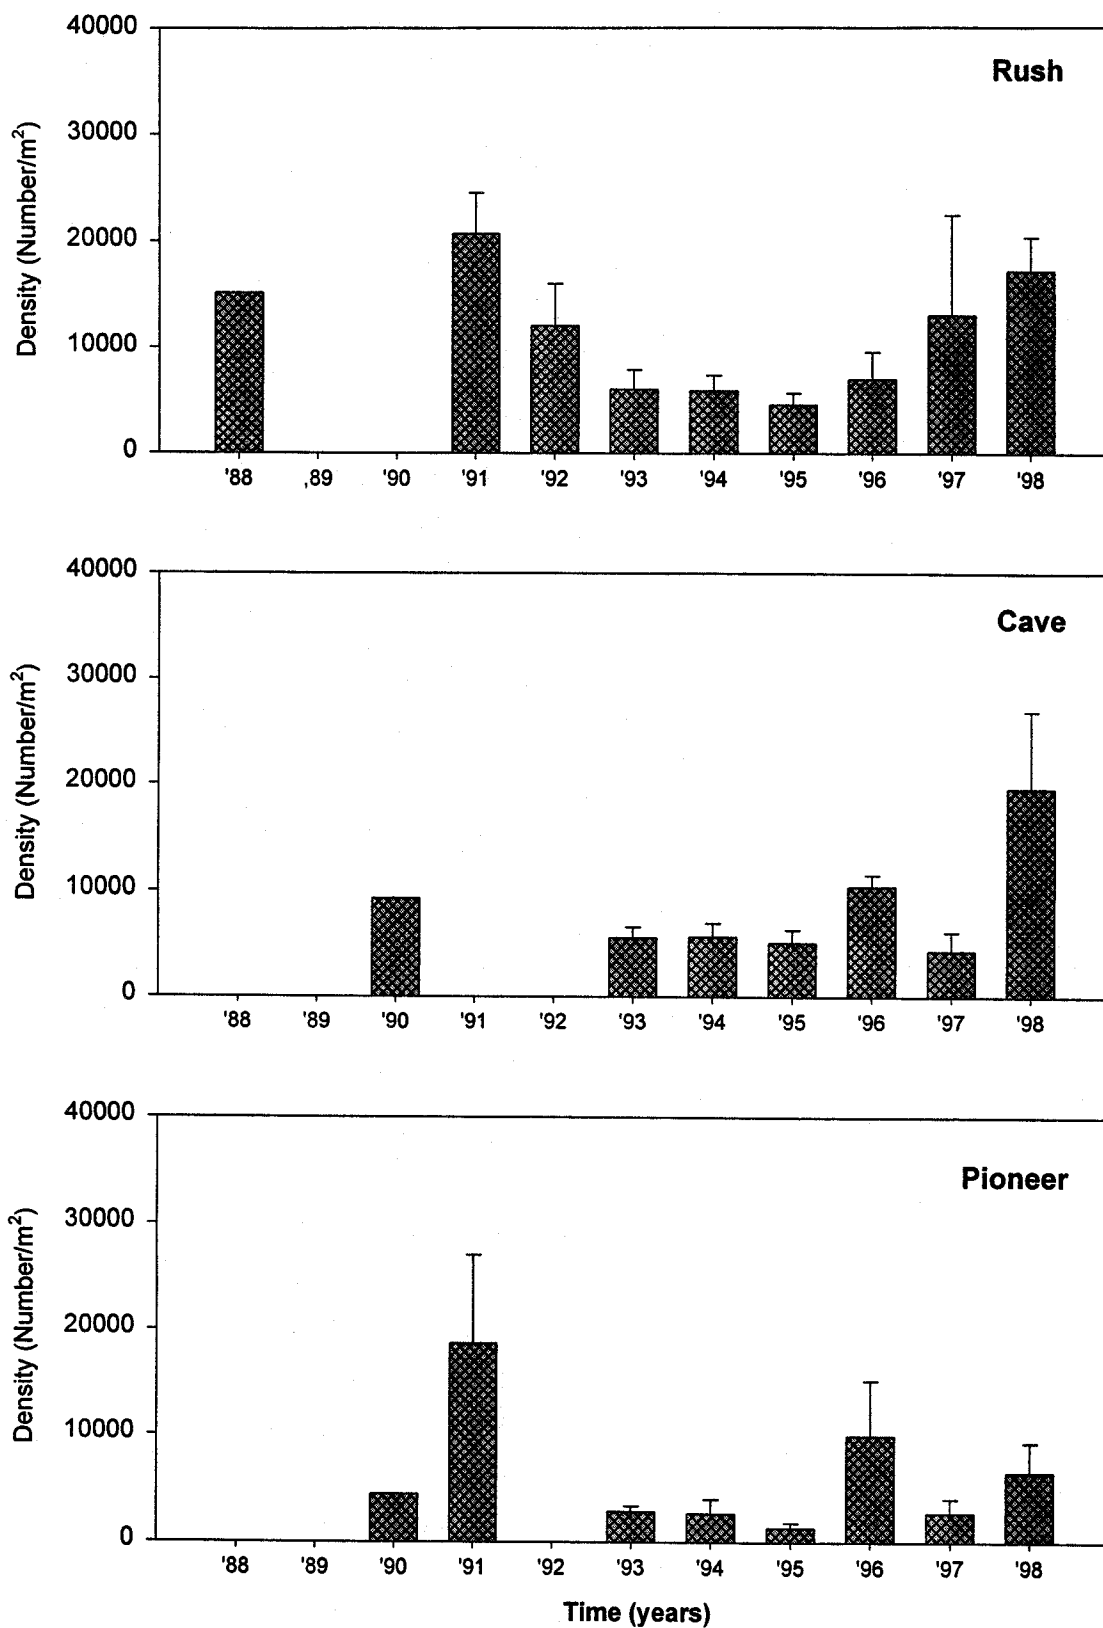 Rush
Density (Number/m²)
40000
30000
20000
10000
0
'88 ,89 '90 '91 '92 '93 '94 '95 '96 '97 '98
Cave
Density (Number/m²)
40000
30000
20000
10000
0
'88 '89 '90 '91 '92 '93 '94 '95 '96 '97 '98
Pioneer
Density (Number/m²)
40000
30000
20000
10000
0
'88 '89 '90 '91 '92 '93 '94 '95 '96 '97 '98
Time (years)